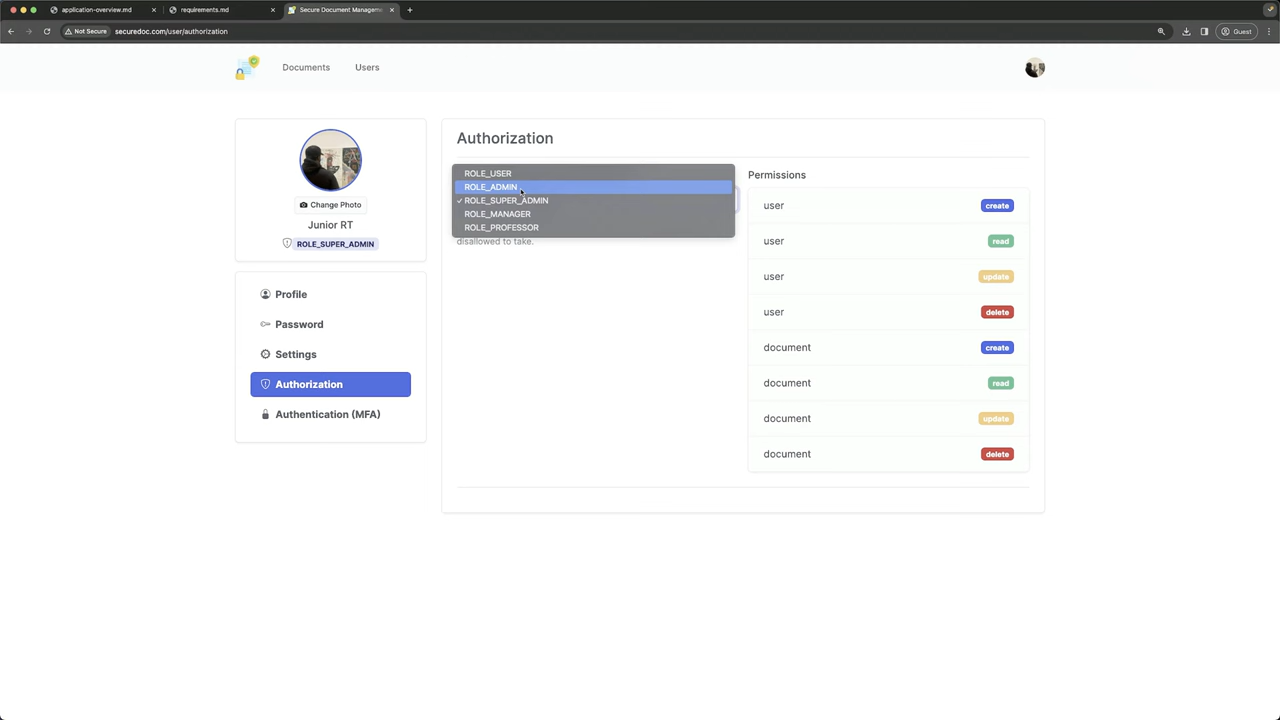 application-overview.md
requirements.md
Secure Document Manageme
Not Secure
securedoc.com/user/authorization
Guest
Documents
Users
Change Photo
Junior RT
ROLE_SUPER_ADMIN
Profile
Password
Settings
Authorization
Authentication (MFA)
Authorization
ROLE_USER
ROLE_ADMIN
✓ ROLE_SUPER_ADMIN
ROLE_MANAGER
ROLE_PROFESSOR
disallowed to take.
Permissions
user create
user read
user update
user delete
document create
document read
document update
document delete